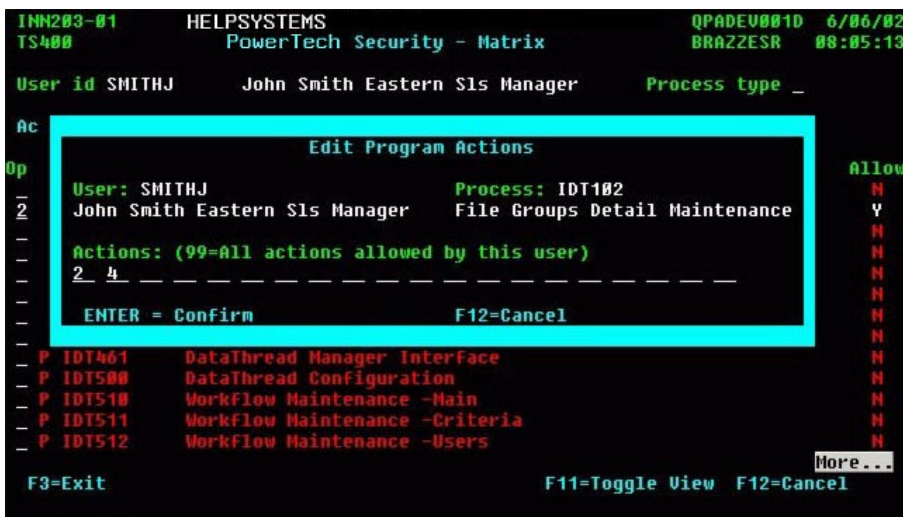 INN203-01 HELPSYSTEMS QPADEV001D 6/06/02
TS400 PowerTech Security - Matrix BRAZZESR 08:05:13
User id SMITHJ John Smith Eastern Sls Manager Process type _
Ac
Edit Program Actions
Op Allow
User: SMITHJ Process: IDT102 N
2 John Smith Eastern Sls Manager File Groups Detail Maintenance Y
N
Actions: (99=All actions allowed by this user) N
2 4 N
N
ENTER = Confirm F12=Cancel N
N
P IDT461 DataThread Manager Interface N
P IDT500 DataThread Configuration N
P IDT510 Workflow Maintenance -Main N
P IDT511 Workflow Maintenance -Criteria N
P IDT512 Workflow Maintenance -Users N
More...
F3=Exit F11=Toggle View F12=Cancel